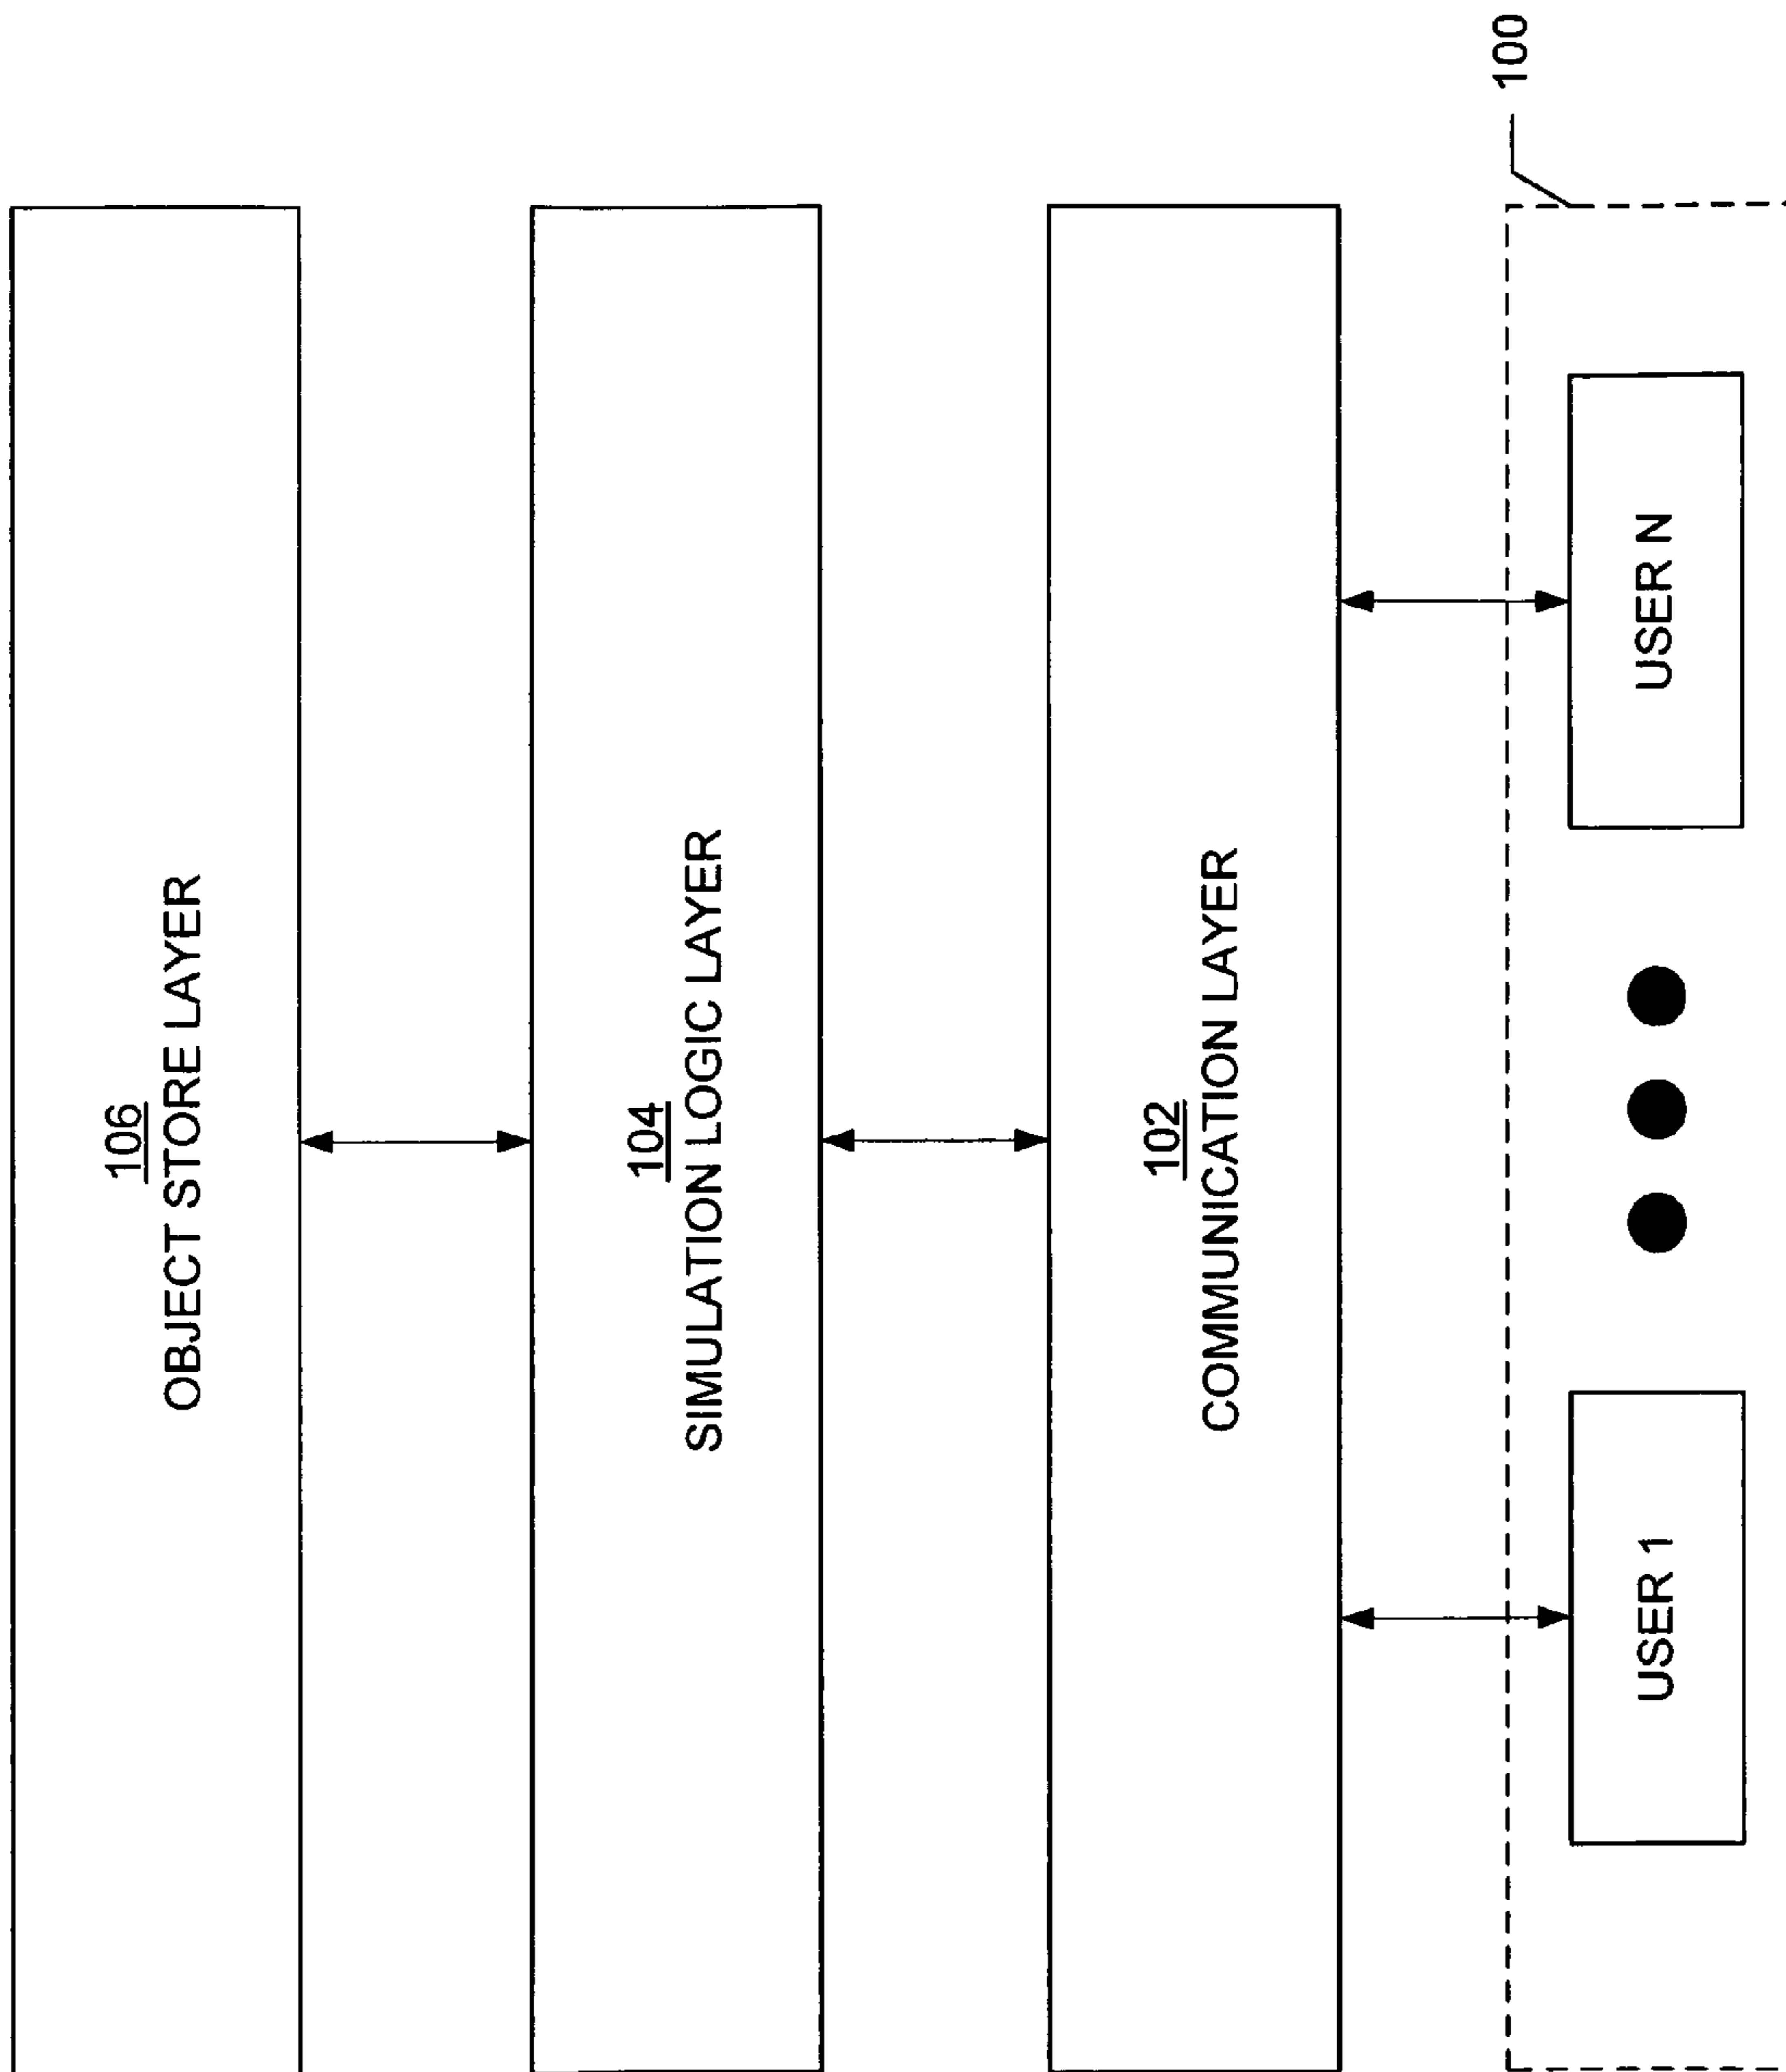 106
OBJECT STORE LAYER
104
SIMULATION LOGIC LAYER
102
COMMUNICATION LAYER
100
USER 1
USER N